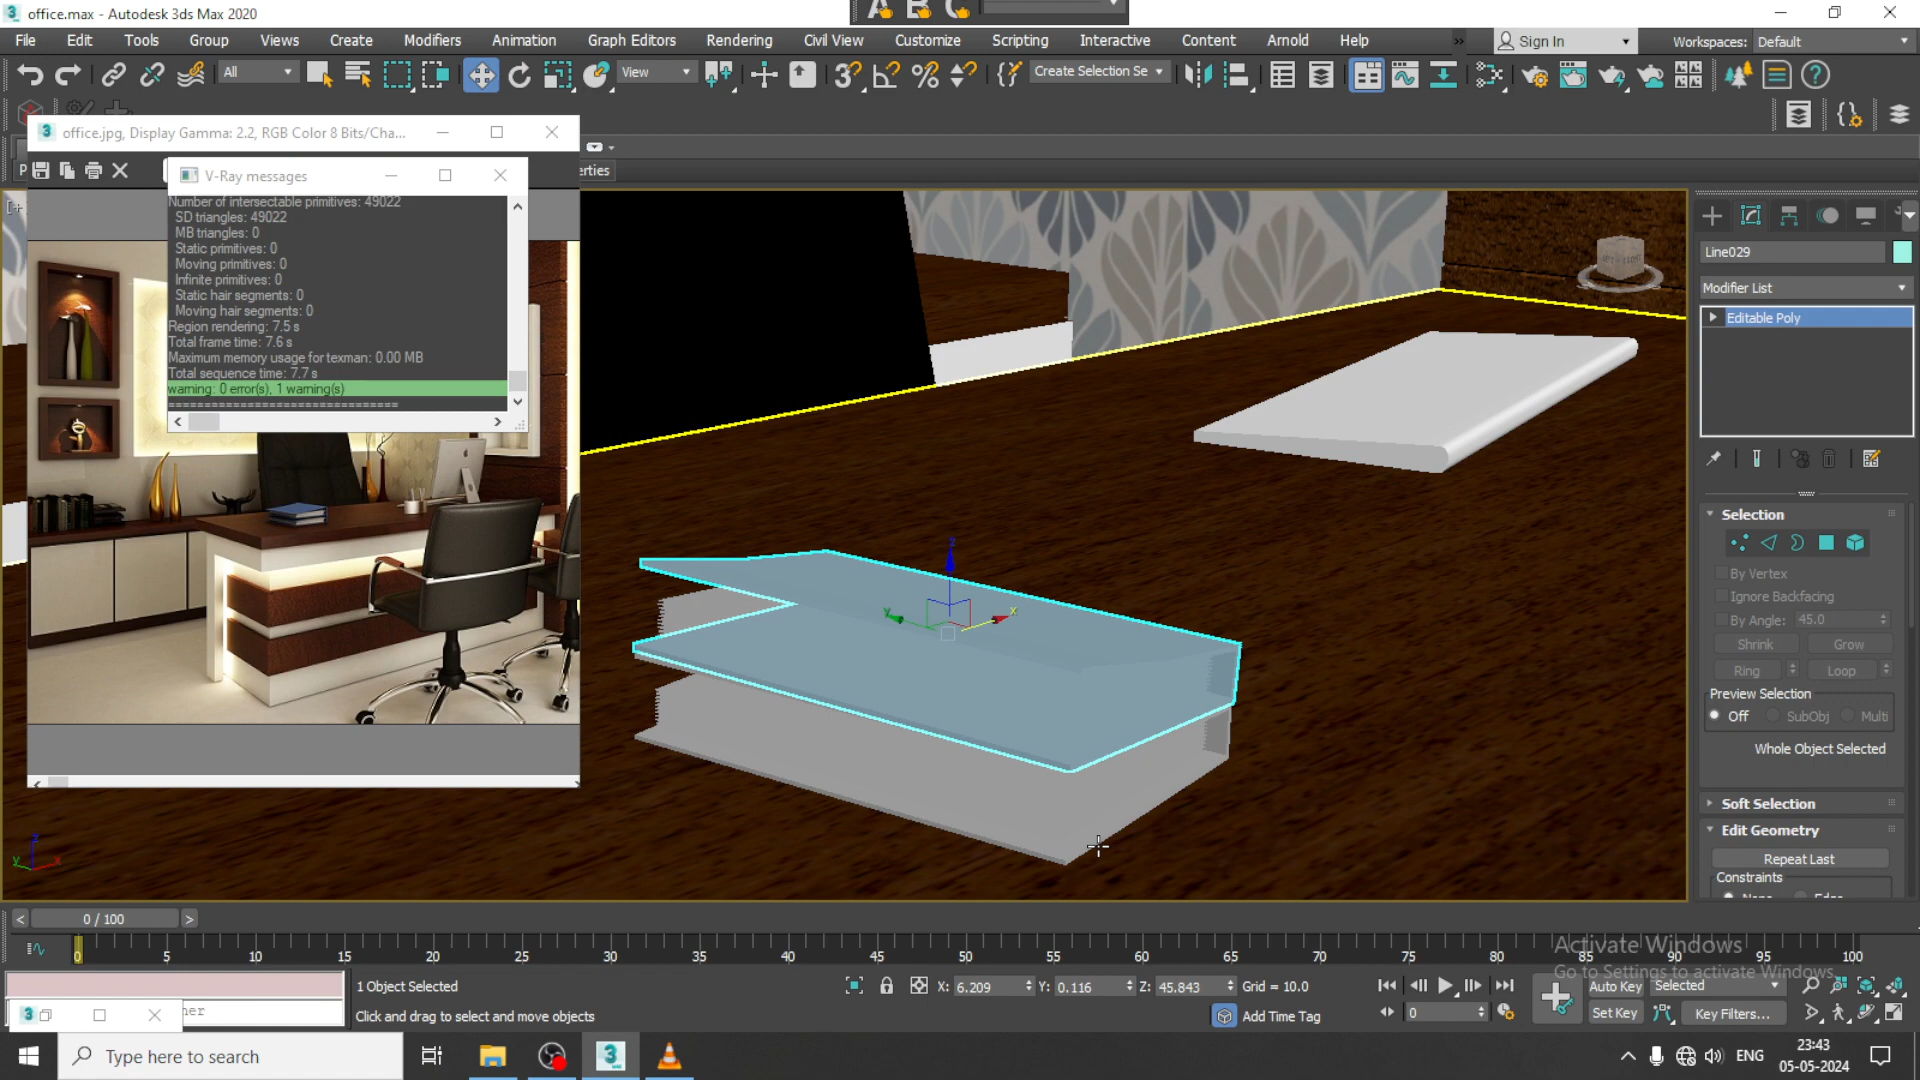 office.max - Autodesk 3ds Max 2020
File Edit Tools Group Views Create Modifiers Animation Graph Editors Rendering Civil View Customize Scripting Interactive Content Arnold Help » Sign In Workspaces: Default
All View Create Selection Se
office.jpg, Display Gamma: 2.2, RGB Color 8 Bits/Cha...
P erties
V-Ray messages
Number of intersectable primitives: 49022
SD triangles: 49022
MB triangles: 0
Static primitives: 0
Moving primitives: 0
Infinite primitives: 0
Static hair segments: 0
Moving hair segments: 0
Region rendering: 7.5 s
Total frame time: 7.6 s
Maximum memory usage for texman: 0.00 MB
Total sequence time: 7.7 s
warning: 0 error(s), 1 warning(s)
==============================
[+
z
y x
z
y x
Line029
Modifier List
Editable Poly
Selection
By Vertex
Ignore Backfacing
By Angle: 45.0
Shrink Grow
Ring Loop
Preview Selection
Off SubObj Multi
Whole Object Selected
Soft Selection
Edit Geometry
Repeat Last
Constraints
None Edge
< 0 / 100 >
0 5 10 15 20 25 30 35 40 45 50 55 60 65 70 75 80 85 90 95 100
Activate Windows
Go to Settings to activate Windows.
1 Object Selected X: 6.209 Y: 0.116 Z: 45.843 Grid = 10.0 Auto Key Selected
ner Click and drag to select and move objects Add Time Tag 0 Set Key Key Filters...
Type here to search ENG 23:43
05-05-2024